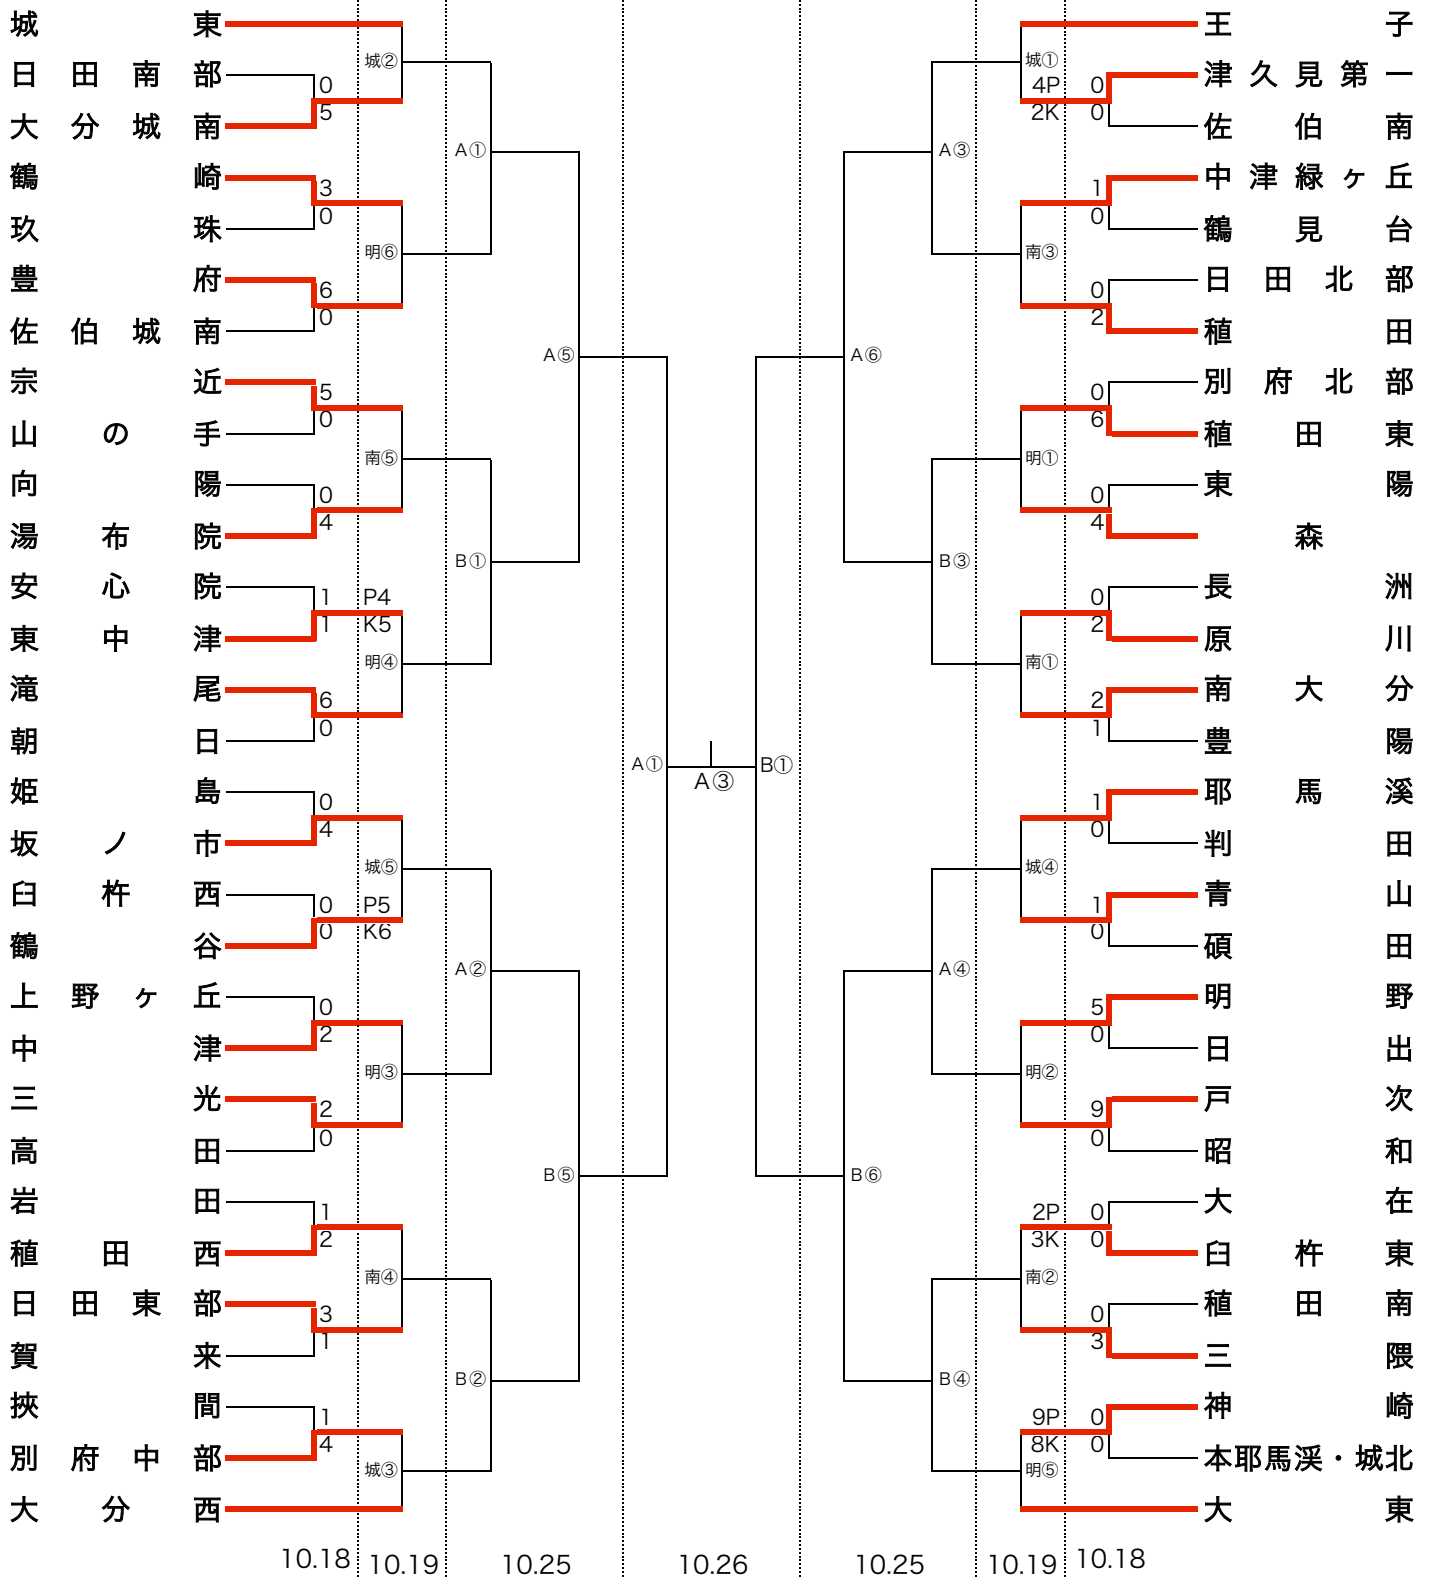 城東
日田南部
大分城南
鶴崎
玖珠
豊府
佐伯城南
宗近
山の手
向陽
湯布院
安心院
東中津
滝尾
朝日
姫島
坂ノ市
臼杵西
鶴谷
上野ヶ丘
中津
三光
高田
岩田
稙田西
日田東部
賀来
挾間
別府中部
大分西
0
5
3
0
6
0
5
0
0
4
1 P4
1 K5
6
0
0
4
0 P5
0 K6
0
2
2
0
1
2
3
1
1
4
城②
明⑥
南⑤
明④
城⑤
明③
南④
城③
A①
B①
A②
B②
A⑤
B⑤
A①
A③
B①
A⑥
B⑥
A③
B③
A④
B④
城①
南③
明①
南①
城④
明②
南②
明⑤
4P 0
2K 0
1
0
0
2
0
6
0
4
0
2
2
1
1
0
1
0
5
0
9
0
2P 0
3K 0
0
3
9P 0
8K 0
王子
津久見第一
佐伯南
中津緑ヶ丘
鶴見台
日田北部
稙田
別府北部
稙田東
東陽
森
長洲
原川
南大分
豊陽
耶馬溪
判田
青山
碩田
明野
日出
戸次
昭和
大在
臼杵東
稙田南
三隈
神崎
本耶馬渓・城北
大東
10.18 10.19 10.25 10.26 10.25 10.19 10.18